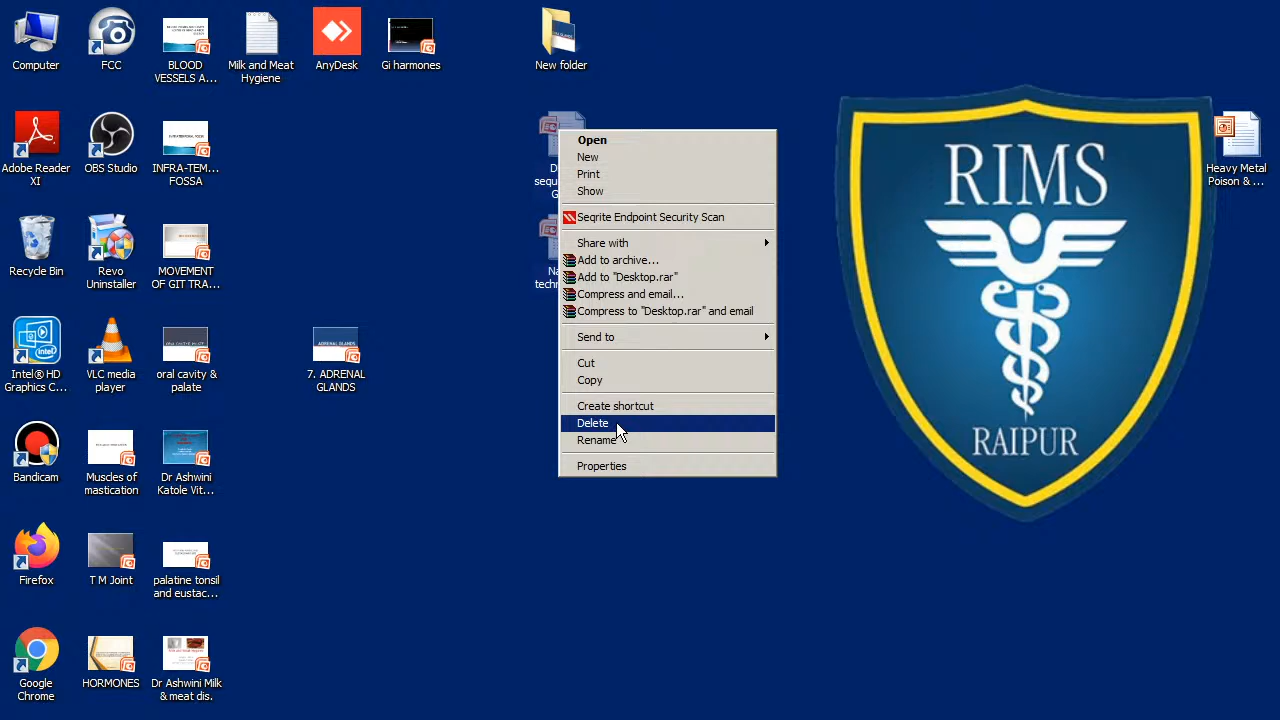 Computer
FCC
BLOOD
VESSELS A...
Milk and Meat
Hygiene
AnyDesk
Gi harmones
New folder
Adobe Reader
XI
OBS Studio
INFRA-TEM...
FOSSA
Heavy Metal
Poison & ...
Recycle Bin
Revo
Uninstaller
MOVEMENT
OF GIT TRA...
Intel® HD
Graphics C...
VLC media
player
oral cavity &
palate
7. ADRENAL
GLANDS
Bandicam
Muscles of
mastication
Dr Ashwini
Katole Vit...
Firefox
T M Joint
palatine tonsil
and eustac...
Google
Chrome
HORMONES
Dr Ashwini Milk
& meat dis.
Open
New
Print
Show
Seqrite Endpoint Security Scan
Share with
Add to archive...
Add to "Desktop.rar"
Compress and email...
Compress to "Desktop.rar" and email
Send to
Cut
Copy
Create shortcut
Delete
Rename
Properties
RIMS
RAIPUR
ADRENAL GLANDS